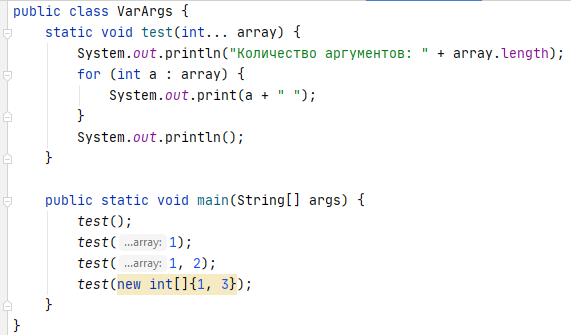 public class VarArgs {
static void test(int... array) {
System.out.println("Количество аргументов: " + array.length);
for (int a : array) {
System.out.print(a + " ");
}
System.out.println();
}
public static void main(String[] args) {
test();
test( ...array: 1);
test( ...array: 1, 2);
test(new int[]{1, 3});
}
}